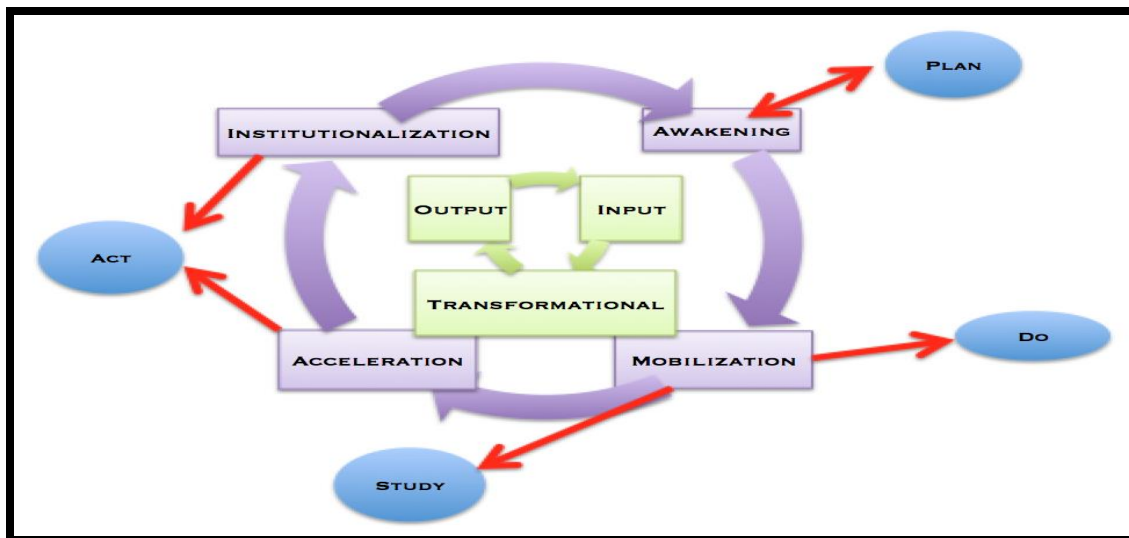 PLAN
INSTITUTIONALIZATION
AWAKENING
OUTPUT
INPUT
ACT
TRANSFORMATIONAL
ACCELERATION
MOBILIZATION
DO
STUDY